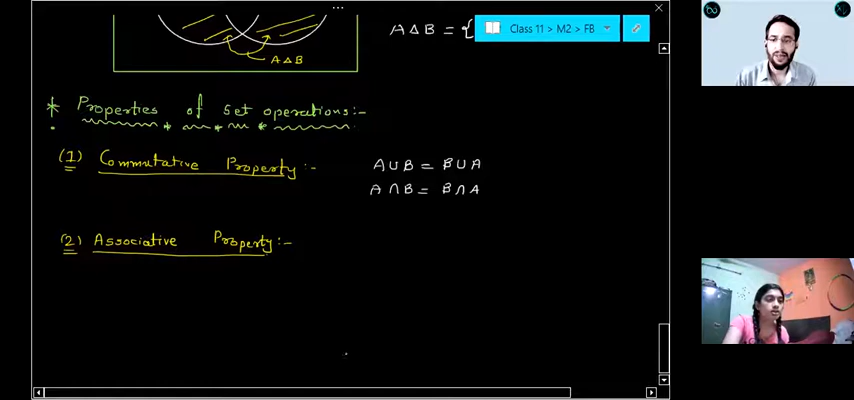 A Δ B = {
Class 11 > M2 > FB
A Δ B
* Properties of Set operations:-
(1) Commutative Property:-
A ∪ B = B ∪ A
A ∩ B = B ∩ A
(2) Associative Property:-